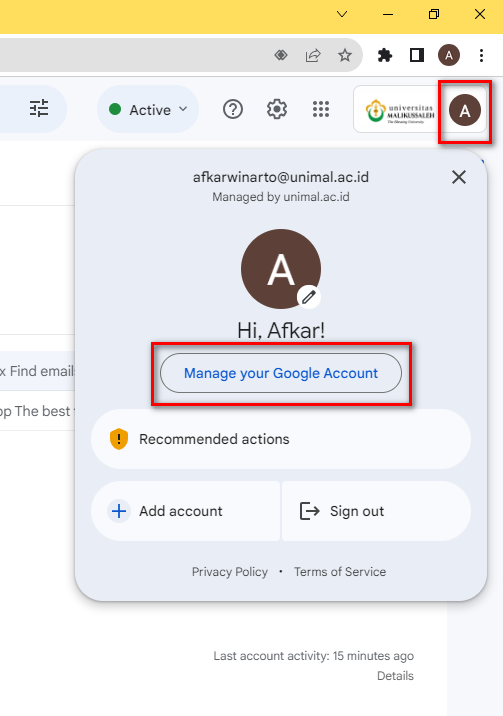 A
Active
universitas
MALIKUSSALEH
A
afkarwinarto@unimal.ac.id
Managed by unimal.ac.id
A
Hi, Afkar!
x Find email
Manage your Google Account
op The best
Recommended actions
Add account
Sign out
Privacy Policy • Terms of Service
Last account activity: 15 minutes ago
Details